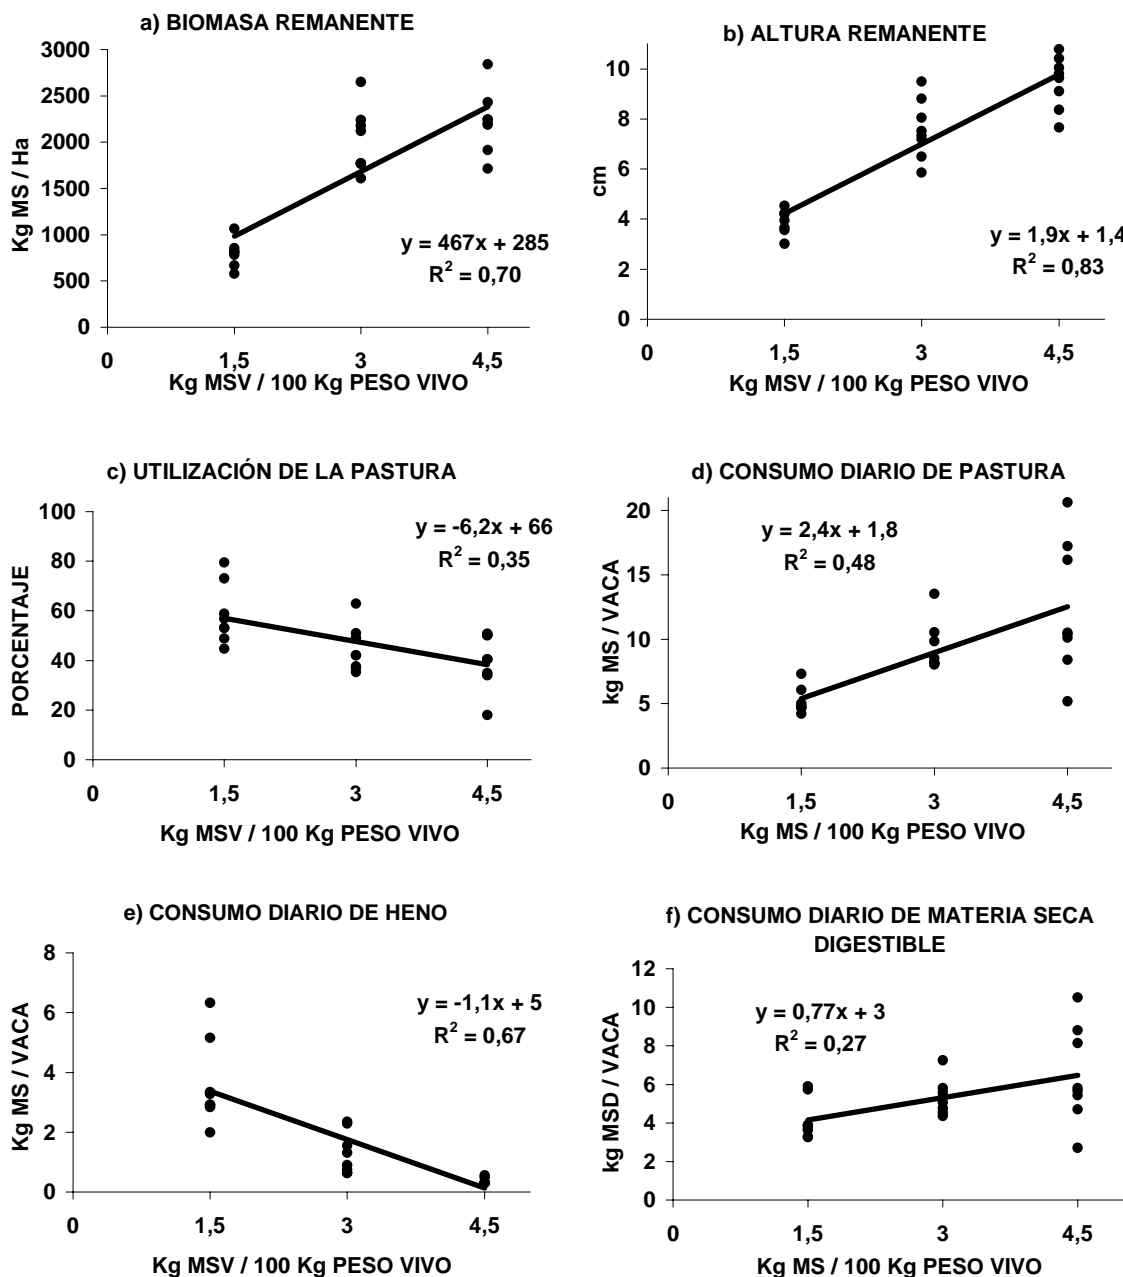 a) BIOMASA REMANENTE
3000
2500
2000
1500
1000
500
0
Kg MS / Ha
y = 467x + 285
R² = 0,70
0 1,5 3 4,5
Kg MSV / 100 Kg PESO VIVO
b) ALTURA REMANENTE
10
8
6
4
2
0
cm
y = 1,9x + 1,4
R² = 0,83
0 1,5 3 4,5
Kg MSV / 100 Kg PESO VIVO
c) UTILIZACIÓN DE LA PASTURA
100
80
60
40
20
0
PORCENTAJE
y = -6,2x + 66
R² = 0,35
0 1,5 3 4,5
Kg MSV / 100 Kg PESO VIVO
d) CONSUMO DIARIO DE PASTURA
20
15
10
5
0
kg MS / VACA
y = 2,4x + 1,8
R² = 0,48
0 1,5 3 4,5
Kg MS / 100 Kg PESO VIVO
e) CONSUMO DIARIO DE HENO
8
6
4
2
0
Kg MS / VACA
y = -1,1x + 5
R² = 0,67
0 1,5 3 4,5
Kg MSV / 100 Kg PESO VIVO
f) CONSUMO DIARIO DE MATERIA SECA
DIGESTIBLE
12
10
8
6
4
2
0
kg MSD / VACA
y = 0,77x + 3
R² = 0,27
0 1,5 3 4,5
Kg MS / 100 Kg PESO VIVO